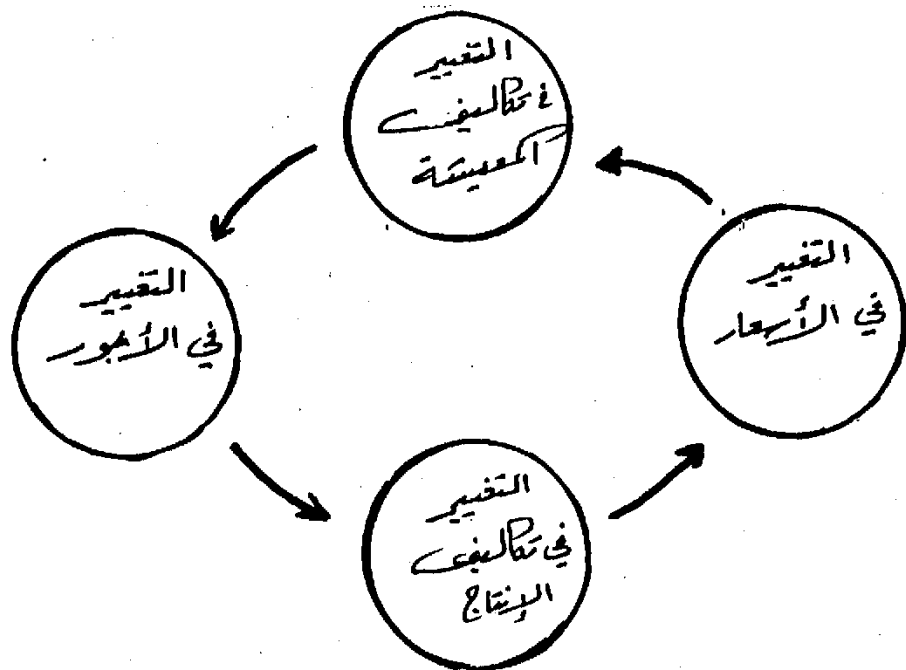 التغيير
في تكاليف
المعيشة
التغيير
في الأسعار
التغيير
في الأجور
التغيير
في تكاليف
الإنتاج